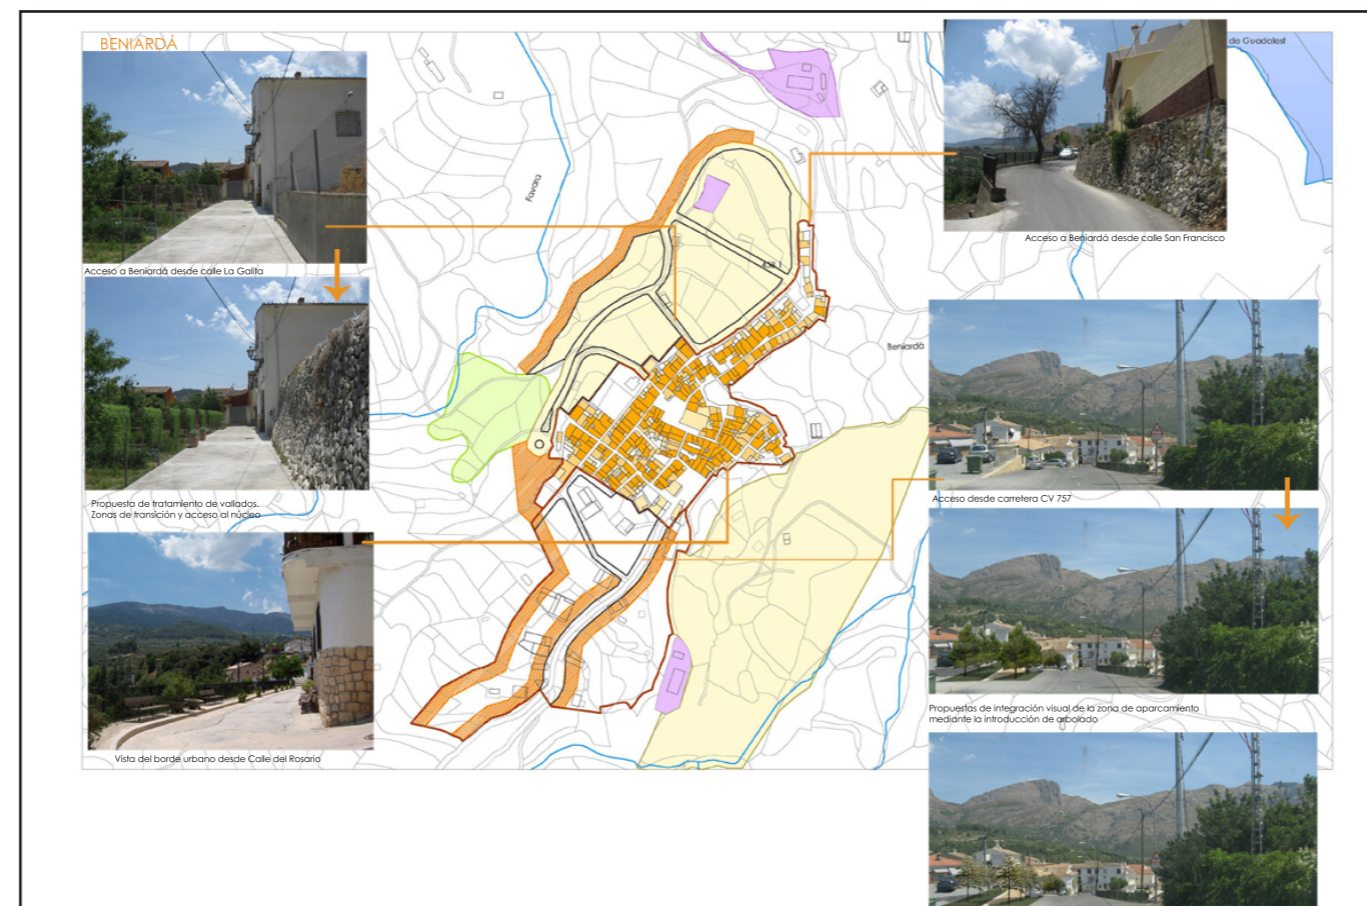 BENIARDÁ
de Guadalest
Favara
Acceso a Beniardá desde calle San Francisco
Acceso a Beniardá desde calle La Galita
Beniardà
Propuesta de tratamiento de vallados.
Zonas de transición y acceso al núcleo
Acceso desde carretera CV 757
Propuestas de integración visual de la zona de aparcamiento
mediante la introducción de arbolado
Vista del borde urbano desde Calle del Rosario